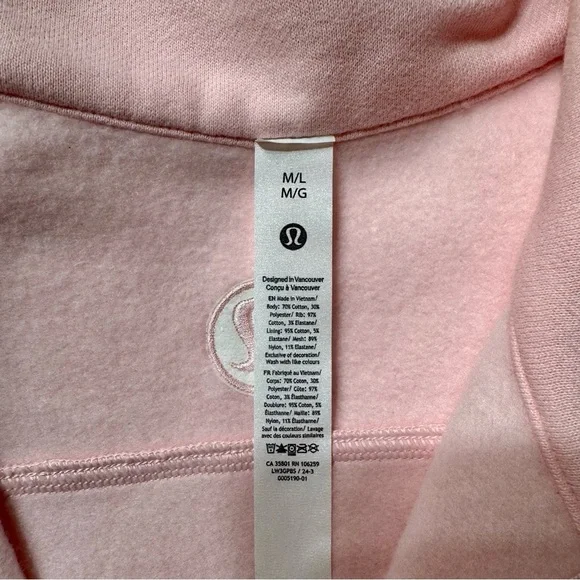 M/L
M/G
Designed in Vancouver
Conçu à Vancouver
EN Made in Vietnam/
Body: 70% Cotton, 30%
Polyester/ Rib: 97%
Cotton, 3% Elastane/
Lining: 95% Cotton, 5%
Elastane/ Mesh: 89%
Nylon, 11% Elastane/
Exclusive of decoration/
Wash with like colours
FR Fabriqué au Vietnam/
Corps: 70% Coton, 30%
Polyester/ Côte: 97%
Coton, 3% Élasthanne/
Doublure: 95% Coton, 5%
Élasthanne/ Maille: 89%
Nylon, 11% Élasthanne/
Sauf la décoration/ Lavage
avec des couleurs similaires
CA 35801 RN 106259
LW3GPBS / 24-3
0005190-01